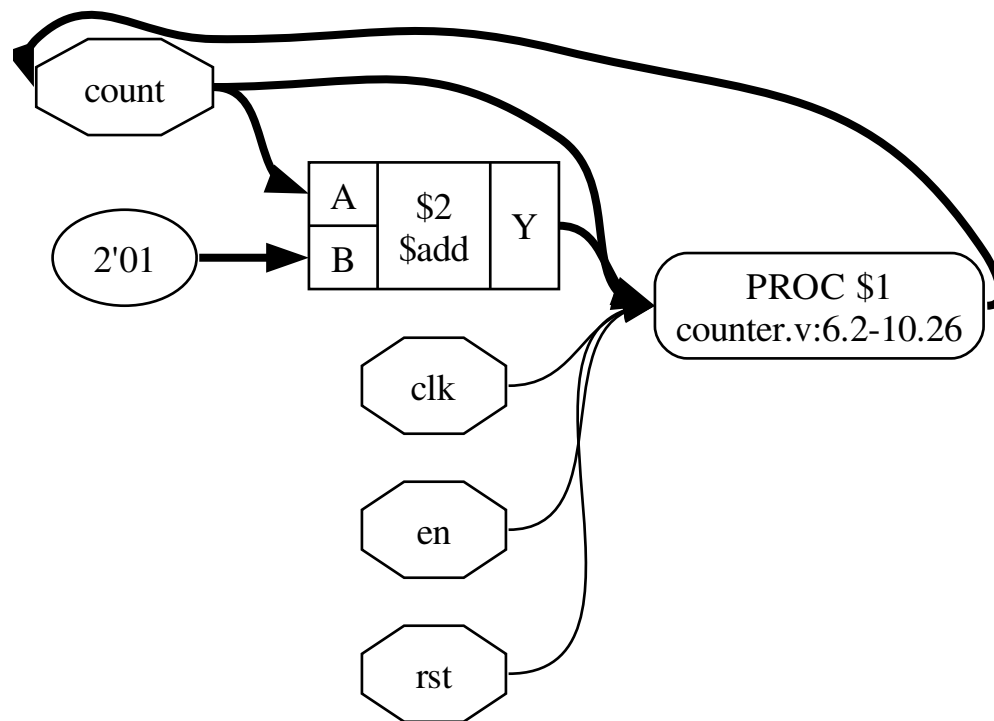 count
A
$2
$add
Y
2'01
B
PROC $1
counter.v:6.2-10.26
clk
en
rst